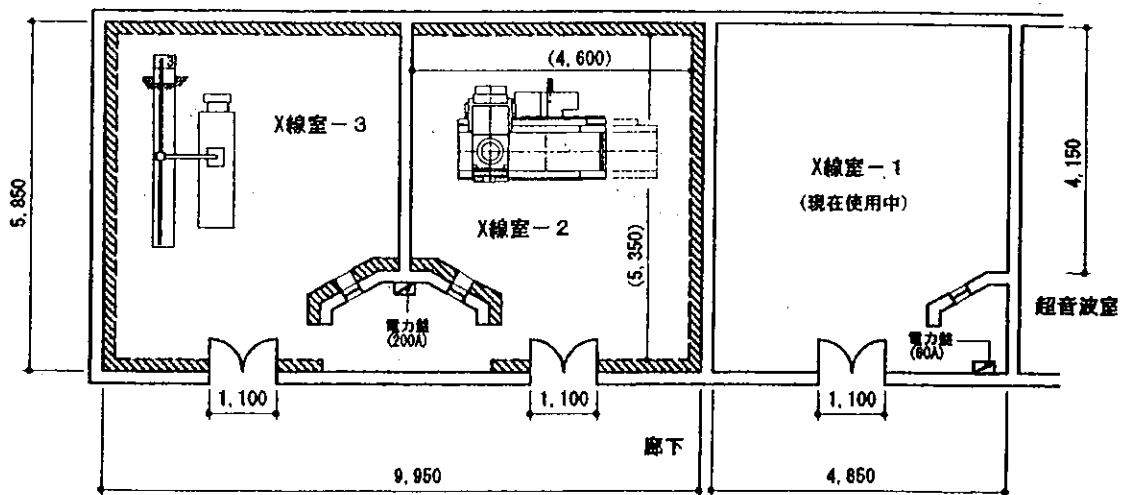 (4,600)
X線室－3
X線室－1
(現在使用中)
4,150
5,850
X線室－2
(5,350)
超音波室
電力盤
(200A)
電力盤
(60A)
1,100
1,100
1,100
廊下
9,950
4,850